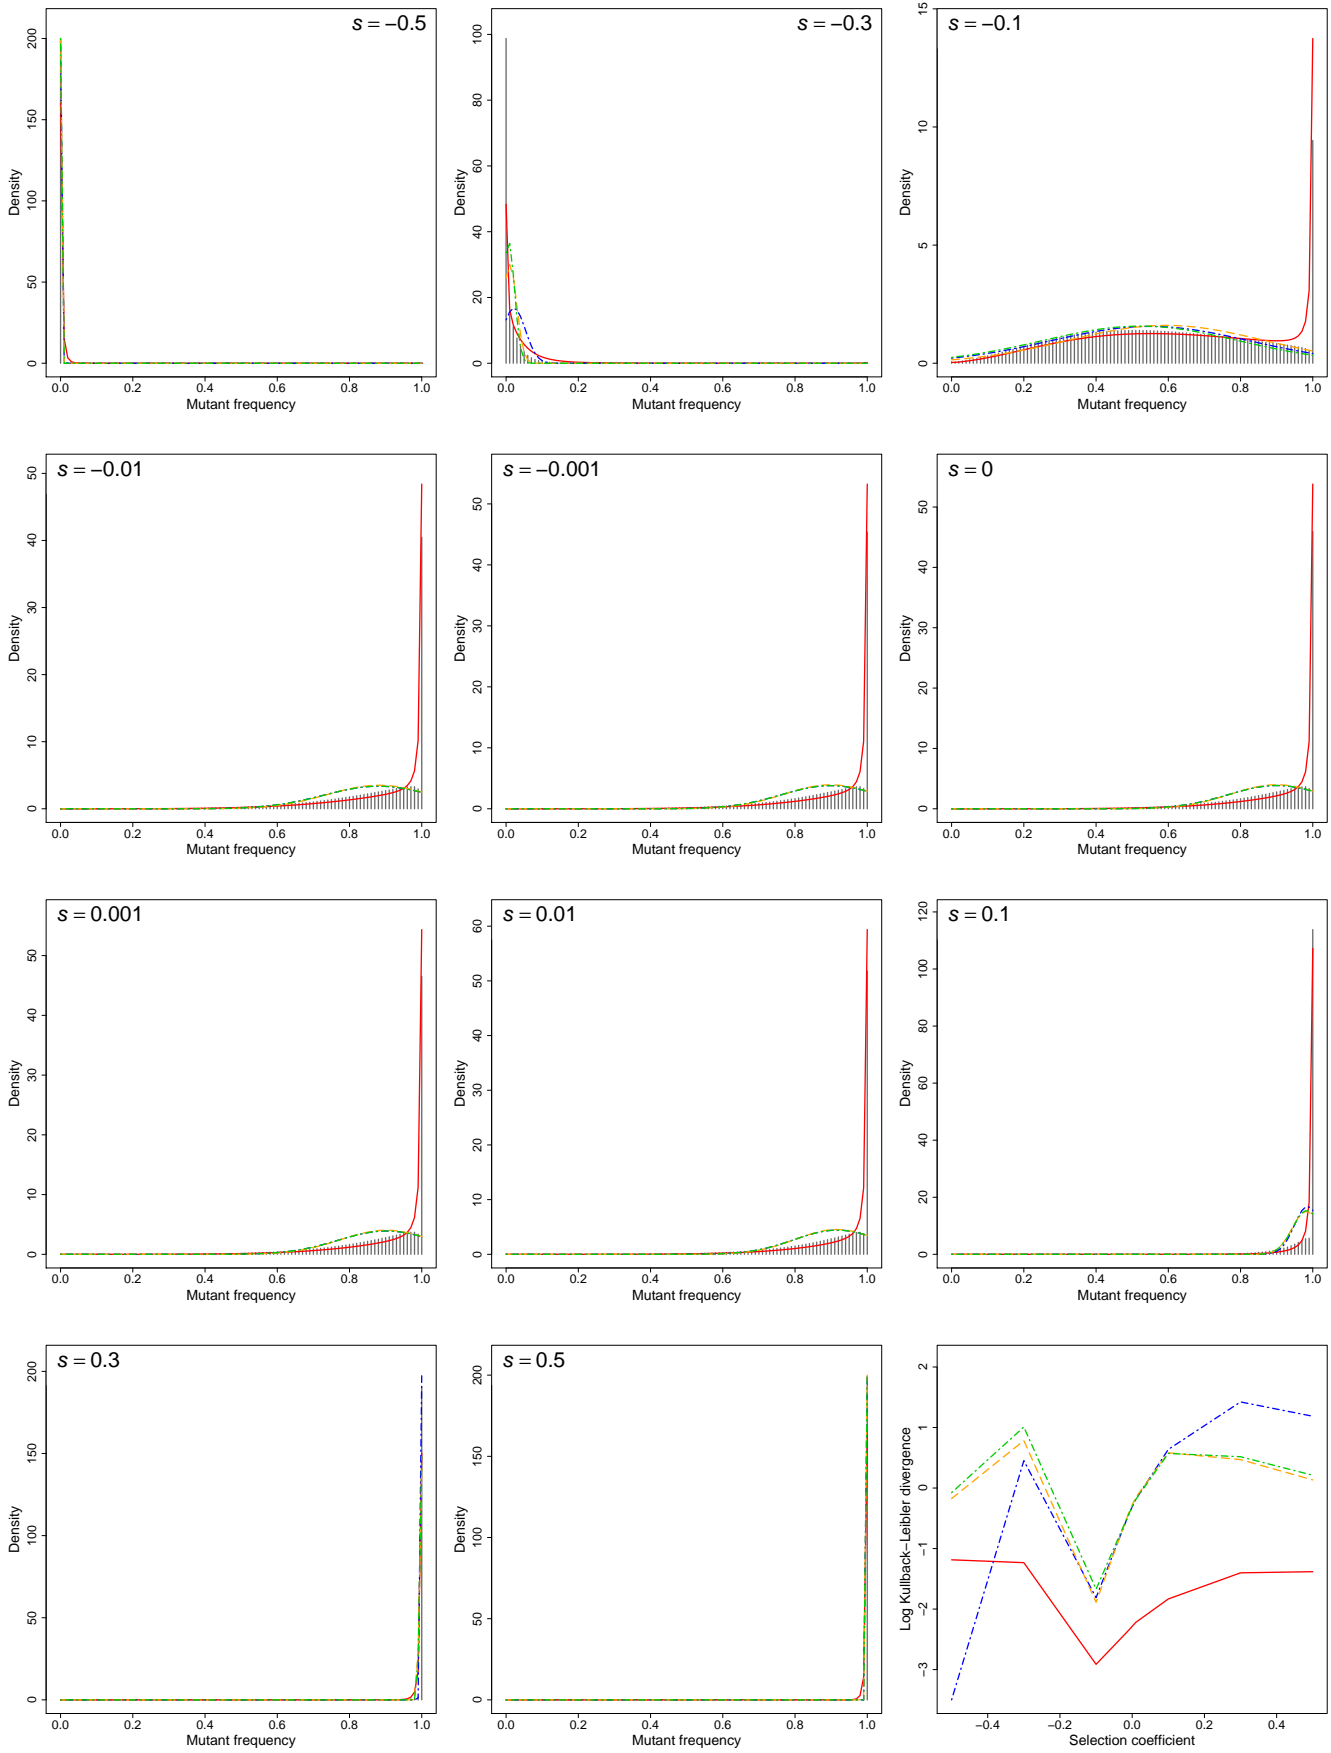 s = −0.5
Density
0 50 100 150 200
0.0 0.2 0.4 0.6 0.8 1.0
Mutant frequency
s = −0.3
Density
0 20 40 60 80 100
0.0 0.2 0.4 0.6 0.8 1.0
Mutant frequency
s = −0.1
Density
0 5 10 15
0.0 0.2 0.4 0.6 0.8 1.0
Mutant frequency
s = −0.01
Density
0 10 20 30 40 50
0.0 0.2 0.4 0.6 0.8 1.0
Mutant frequency
s = −0.001
Density
0 10 20 30 40 50
0.0 0.2 0.4 0.6 0.8 1.0
Mutant frequency
s = 0
Density
0 10 20 30 40 50
0.0 0.2 0.4 0.6 0.8 1.0
Mutant frequency
s = 0.001
Density
0 10 20 30 40 50
0.0 0.2 0.4 0.6 0.8 1.0
Mutant frequency
s = 0.01
Density
0 10 20 30 40 50 60
0.0 0.2 0.4 0.6 0.8 1.0
Mutant frequency
s = 0.1
Density
0 20 40 60 80 100 120
0.0 0.2 0.4 0.6 0.8 1.0
Mutant frequency
s = 0.3
Density
0 50 100 150 200
0.0 0.2 0.4 0.6 0.8 1.0
Mutant frequency
s = 0.5
Density
0 50 100 150 200
0.0 0.2 0.4 0.6 0.8 1.0
Mutant frequency
Log Kullback−Leibler divergence
−3 −2 −1 0 1 2
−0.4 −0.2 0.0 0.2 0.4
Selection coefficient